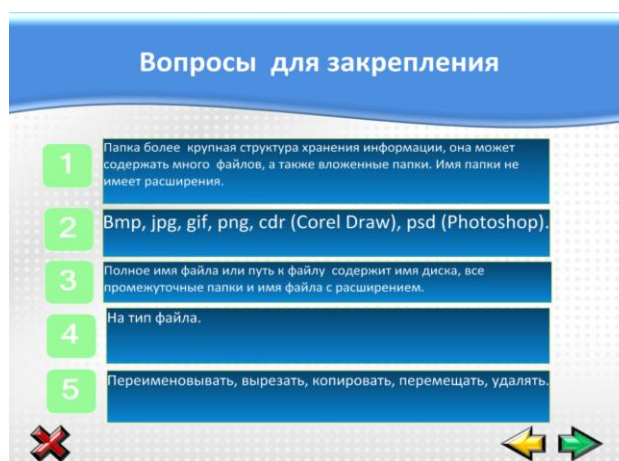 Вопросы для закрепления
1
Папка более крупная структура хранения информации, она может
содержать много файлов, а также вложенные папки. Имя папки не
имеет расширения.
2
Bmp, jpg, gif, png, cdr (Corel Draw), psd (Photoshop).
3
Полное имя файла или путь к файлу содержит имя диска, все
промежуточные папки и имя файла с расширением.
4
На тип файла.
5
Переименовывать, вырезать, копировать, перемещать, удалять.